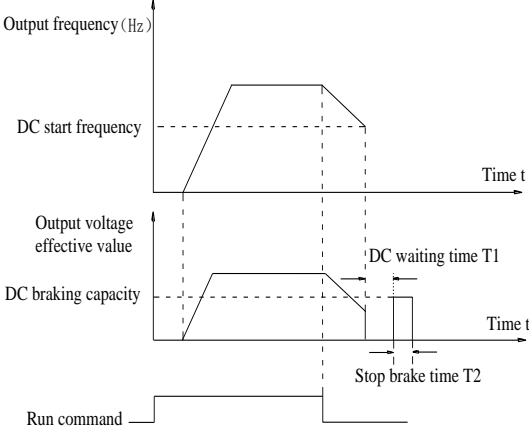 Output frequency(Hz)
DC start frequency
Time t
Output voltage
effective value
DC waiting time T1
DC braking capacity
Time t
Stop brake time T2
Run command